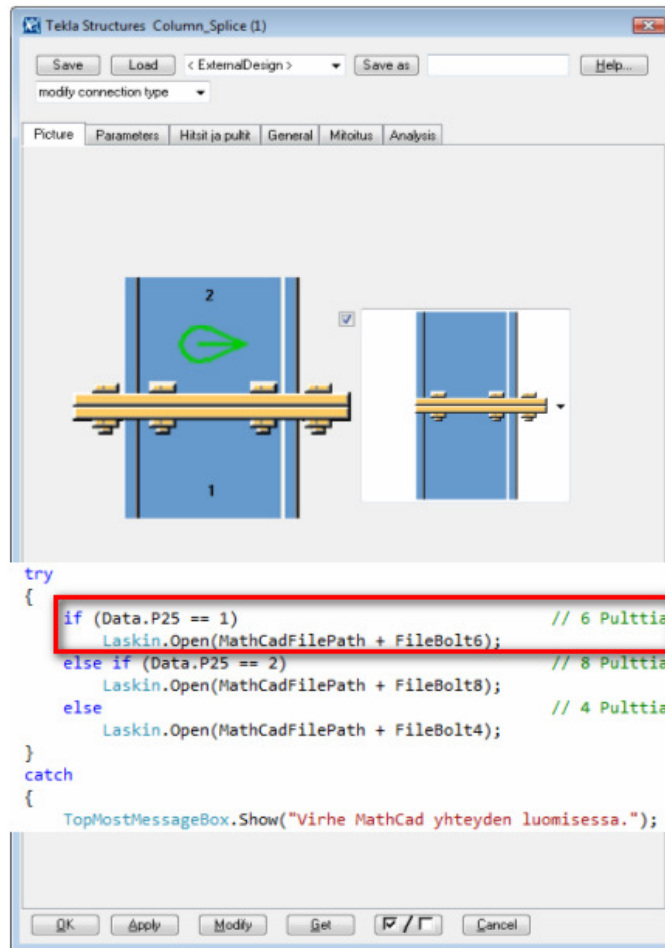 Tekla Structures Column_Splice (1)
Save Load < ExternalDesign > Save as Help...
modify connection type
Picture Parameters Hitsit ja pultit General Mitoitus Analysis
2
1
try
{
if (Data.P25 == 1) // 6 Pulttia
Laskin.Open(MathCadFilePath + FileBolt6);
else if (Data.P25 == 2) // 8 Pulttia
Laskin.Open(MathCadFilePath + FileBolt8);
else // 4 Pulttia
Laskin.Open(MathCadFilePath + FileBolt4);
}
catch
{
TopMostMessageBox.Show("Virhe MathCad yhteyden luomisessa.");
OK Apply Modify Get / Cancel